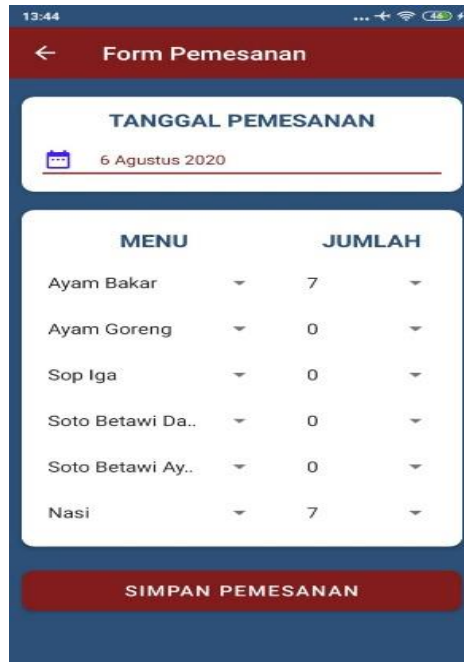 13:44 ... 46
Form Pemesanan
TANGGAL PEMESANAN
6 Agustus 2020
MENU JUMLAH
Ayam Bakar 7
Ayam Goreng 0
Sop Iga 0
Soto Betawi Da.. 0
Soto Betawi Ay.. 0
Nasi 7
SIMPAN PEMESANAN